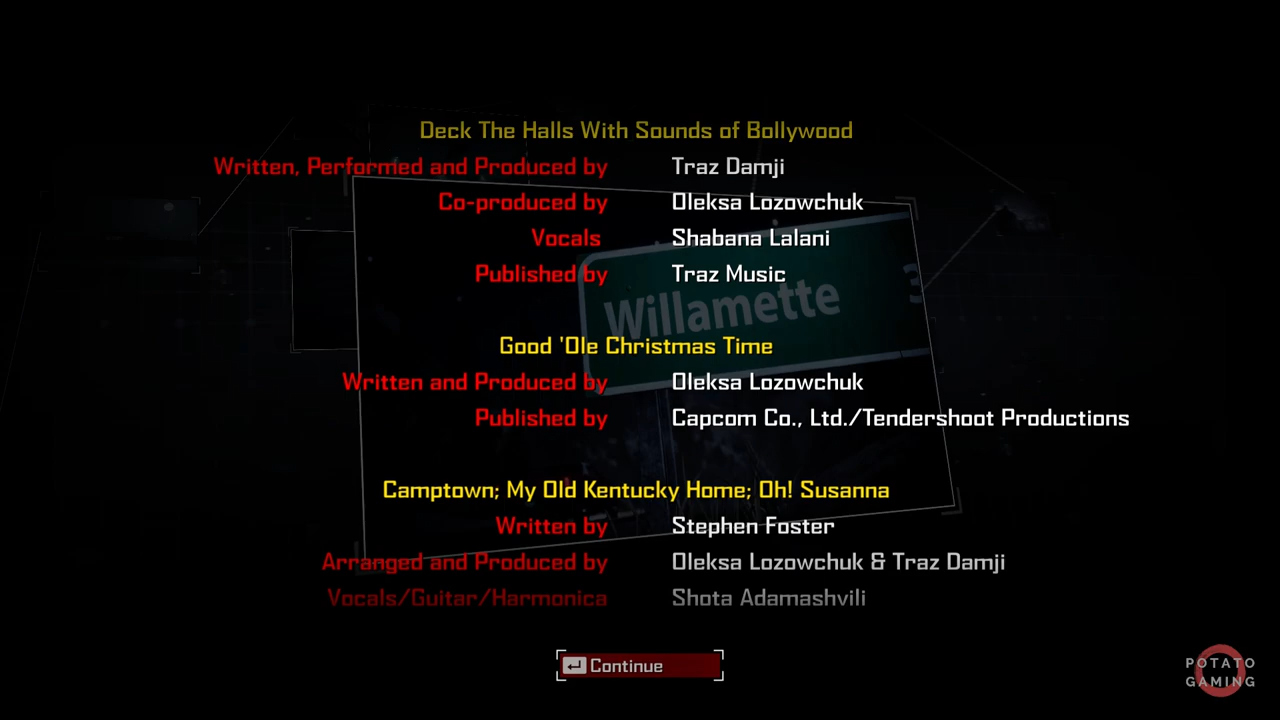 Deck The Halls With Sounds of Bollywood
Written, Performed and Produced by Traz Damji
Co-produced by Oleksa Lozowchuk
Vocals Shabana Lalani
Published by Traz Music
Willamette 3
Good 'Ole Christmas Time
Written and Produced by Oleksa Lozowchuk
Published by Capcom Co., Ltd./Tendershoot Productions
Camptown; My Old Kentucky Home; Oh! Susanna
Written by Stephen Foster
Arranged and Produced by Oleksa Lozowchuk & Traz Damji
Vocals/Guitar/Harmonica Shota Adamashvili
Continue
POTATO
GAMING